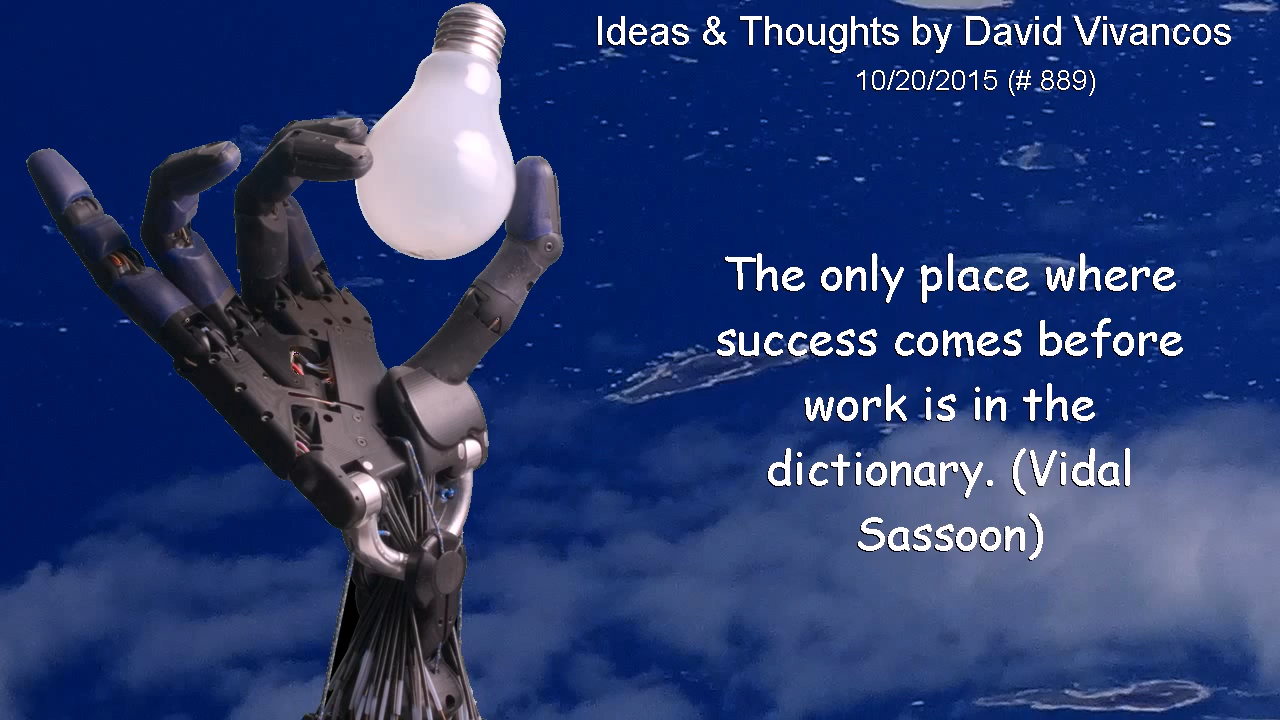 Ideas & Thoughts by David Vivancos
10/20/2015 (# 889)
The only place where
success comes before
work is in the
dictionary. (Vidal
Sassoon)